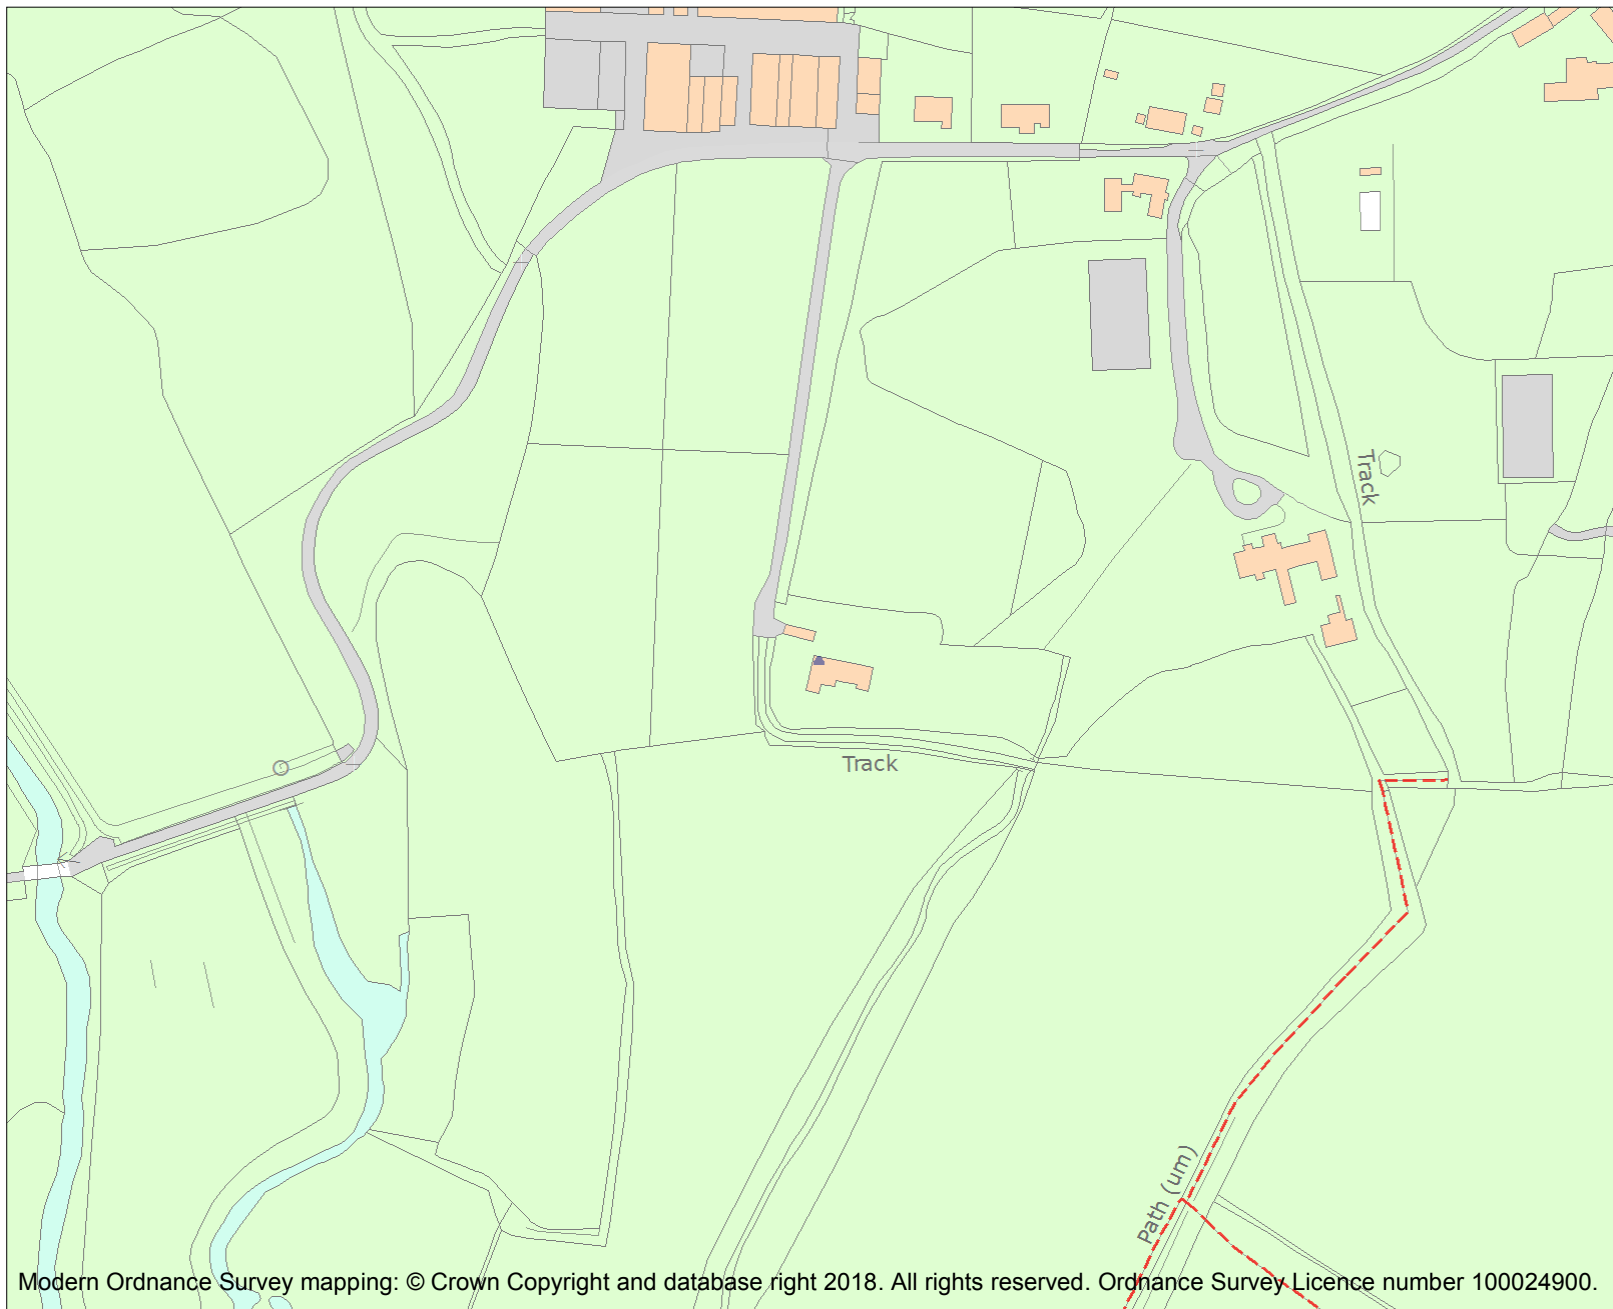 Track
Track
Path (um)
Modern Ordnance Survey mapping: © Crown Copyright and database right 2018. All rights reserved. Ordnance Survey Licence number 100024900.